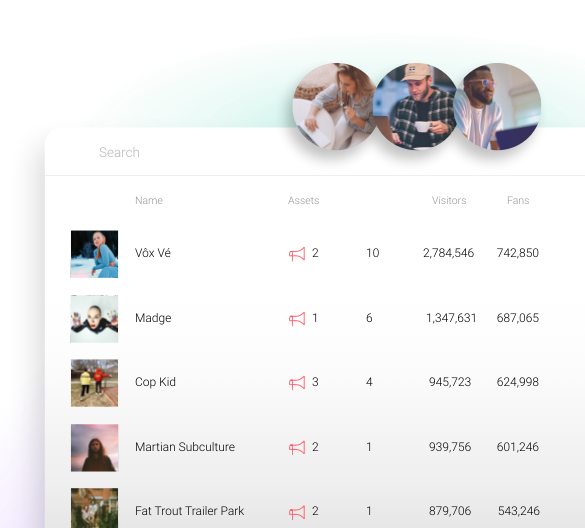 Search
Name Assets Visitors Fans
Vôx Vé 2 10 2,784,546 742,850
Madge 1 6 1,347,631 687,065
Cop Kid 3 4 945,723 624,998
Martian Subculture 2 1 939,756 601,246
Fat Trout Trailer Park 2 1 879,706 543,246